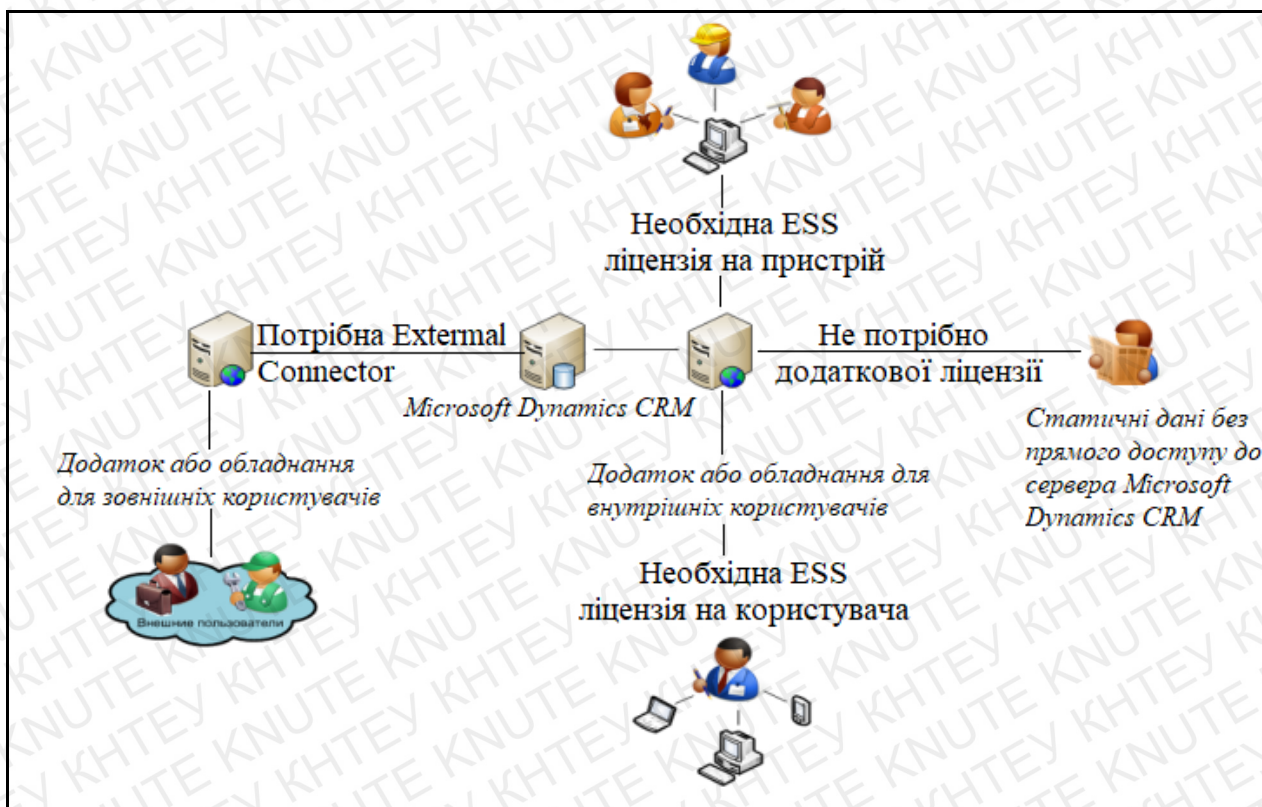 Необхідна ESS
ліцензія на пристрій
Потрібна Extermal
Connector
Microsoft Dynamics CRM
Не потрібно
додаткової ліцензії
Статичні дані без
прямого доступу до
сервера Microsoft
Dynamics CRM
Додаток або обладнання
для зовнішніх користувачів
Додаток або обладнання для
внутрішніх користувачів
Внешние пользователи
Необхідна ESS
ліцензія на користувача
KNUTE КНТЕУ